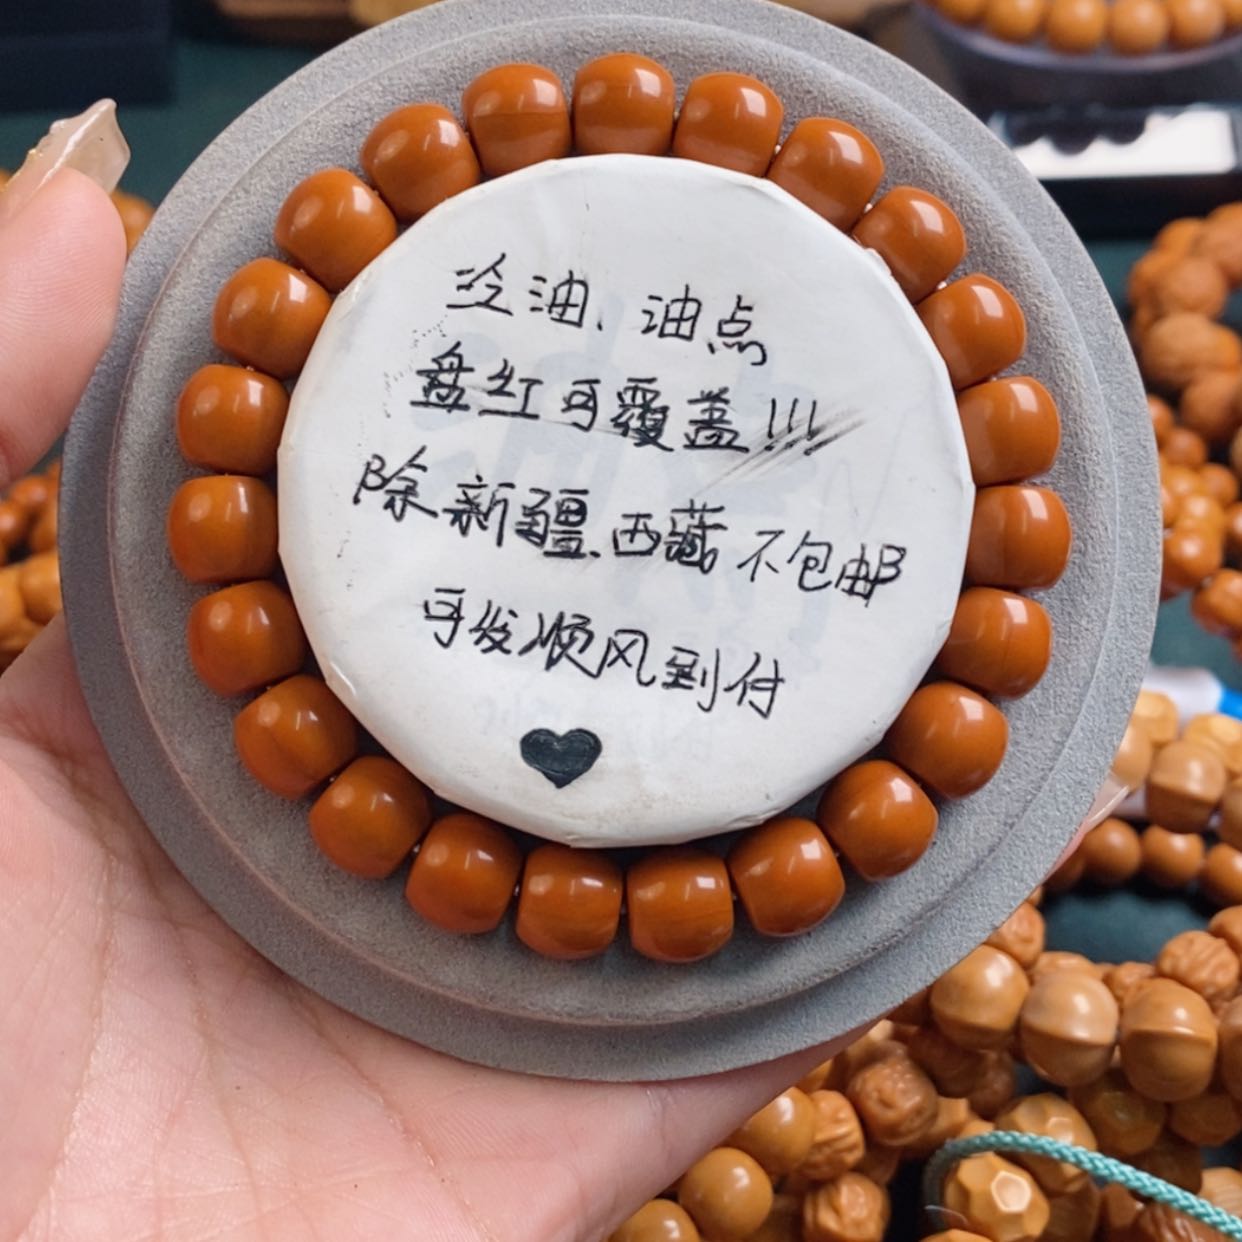 冷油、油点
盘红可覆盖!!!
除新疆、西藏不包邮
可发顺风到付